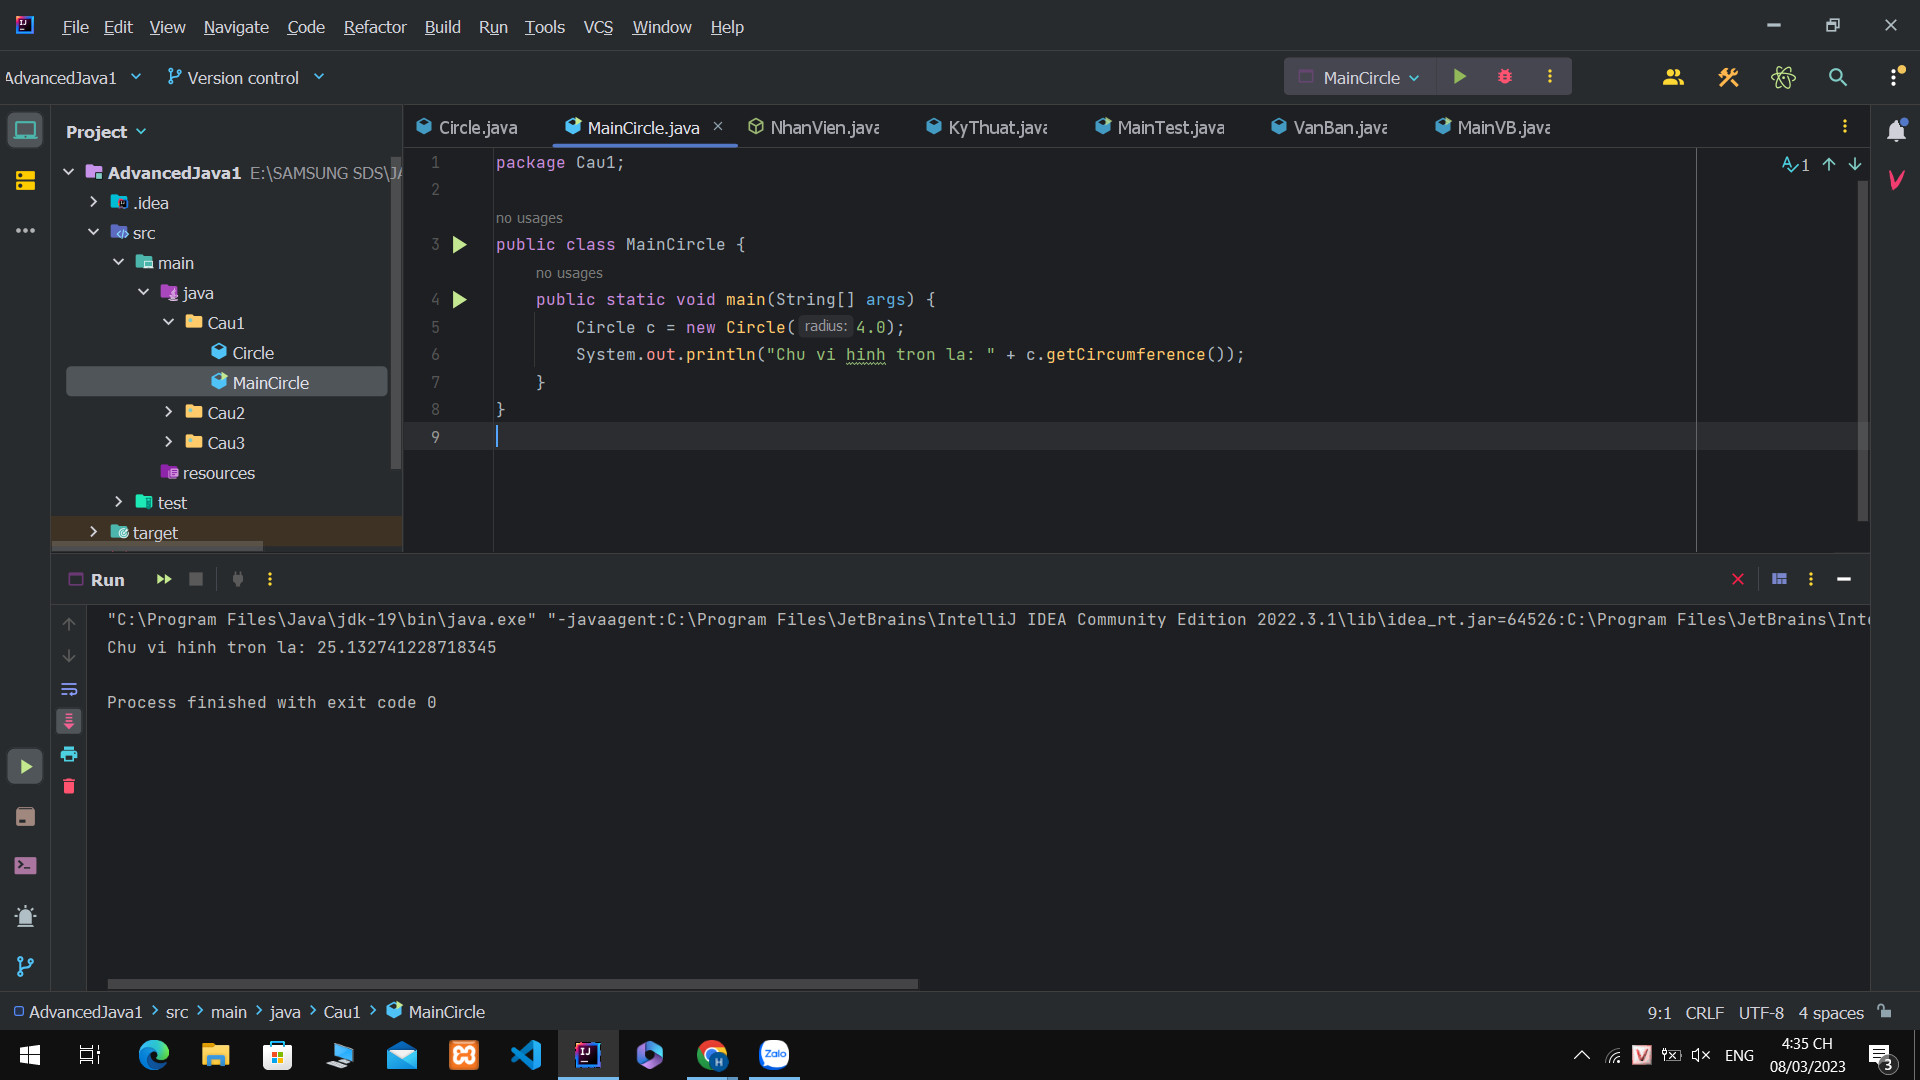 File Edit View Navigate Code Refactor Build Run Tools VCS Window Help
AdvancedJava1 Version control MainCircle
Project
AdvancedJava1 E:\SAMSUNG SDS\JA
.idea
src
main
java
Cau1
Circle
MainCircle
Cau2
Cau3
resources
test
target
Circle.java MainCircle.java NhanVien.java KyThuat.java MainTest.java VanBan.java MainVB.java
1 package Cau1;
2
no usages
3 public class MainCircle {
no usages
4 public static void main(String[] args) {
5 Circle c = new Circle( radius: 4.0);
6 System.out.println("Chu vi hinh tron la: " + c.getCircumference());
7 }
8 }
9
1
Run
"C:\Program Files\Java\jdk-19\bin\java.exe" "-javaagent:C:\Program Files\JetBrains\IntelliJ IDEA Community Edition 2022.3.1\lib\idea_rt.jar=64526:C:\Program Files\JetBrains\Inte
Chu vi hinh tron la: 25.132741228718345
Process finished with exit code 0
AdvancedJava1 > src > main > java > Cau1 > MainCircle
9:1 CRLF UTF-8 4 spaces
Zalo
ENG
4:35 CH
08/03/2023
3